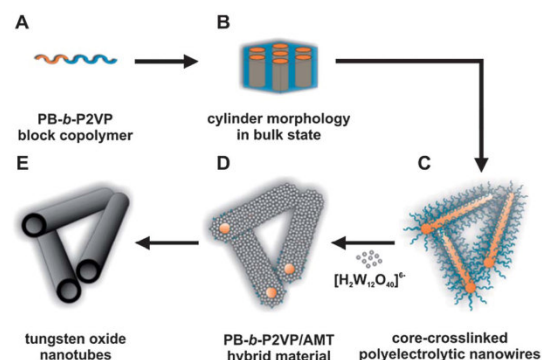 A
PB-b-P2VP
block copolymer
B
cylinder morphology
in bulk state
C
core-crosslinked
polyelectrolytic nanowires
[H₂W₁₂O₄₀]⁶⁻
D
PB-b-P2VP/AMT
hybrid material
E
tungsten oxide
nanotubes